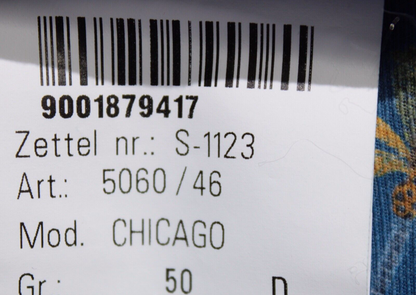 9001879417
Zettel nr.: S-1123
Art.: 5060/46
Mod. CHICAGO
Gr.: 50 D